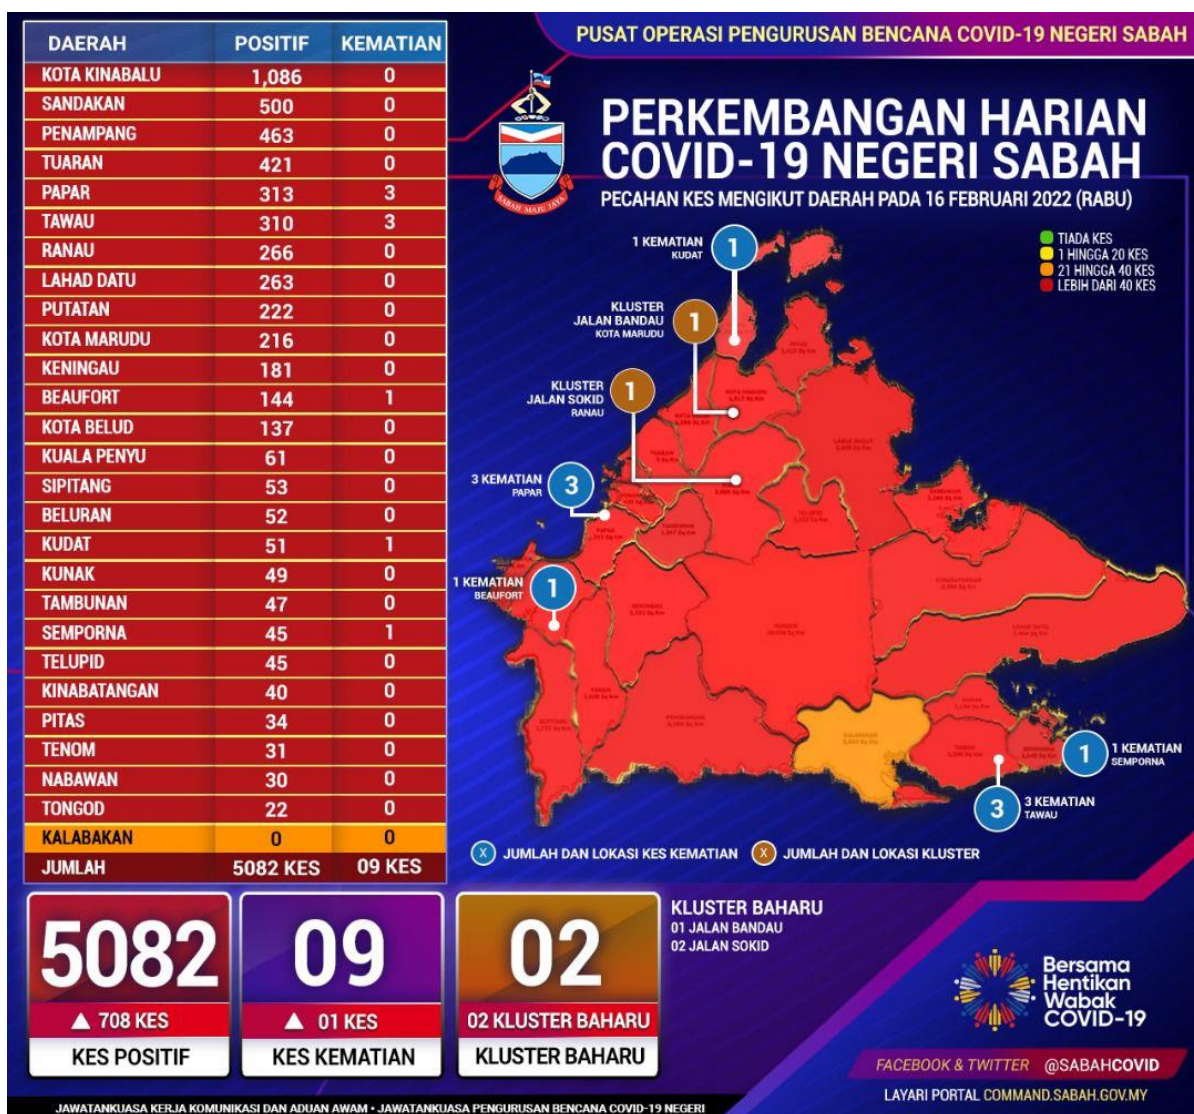 PUSAT OPERASI PENGURUSAN BENCANA COVID-19 NEGERI SABAH
PERKEMBANGAN HARIAN
COVID-19 NEGERI SABAH
PECAHAN KES MENGIKUT DAERAH PADA 16 FEBRUARI 2022 (RABU)
SABAH MAJU JAYA
DAERAH POSITIF KEMATIAN
KOTA KINABALU 1,086 0
SANDAKAN 500 0
PENAMPANG 463 0
TUARAN 421 0
PAPAR 313 3
TAWAU 310 3
RANAU 266 0
LAHAD DATU 263 0
PUTATAN 222 0
KOTA MARUDU 216 0
KENINGAU 181 0
BEAUFORT 144 1
KOTA BELUD 137 0
KUALA PENYU 61 0
SIPITANG 53 0
BELURAN 52 0
KUDAT 51 1
KUNAK 49 0
TAMBUNAN 47 0
SEMPORNA 45 1
TELUPID 45 0
KINABATANGAN 40 0
PITAS 34 0
TENOM 31 0
NABAWAN 30 0
TONGOD 22 0
KALABAKAN 0 0
JUMLAH 5082 KES 09 KES
TIADA KES
1 HINGGA 20 KES
21 HINGGA 40 KES
LEBIH DARI 40 KES
1 KEMATIAN
KUDAT
1
KLUSTER
JALAN BANDAU
KOTA MARUDU
1
KLUSTER
JALAN SOKID
RANAU
1
3 KEMATIAN
PAPAR
3
1 KEMATIAN
BEAUFORT
1
1
1 KEMATIAN
SEMPORNA
3
3 KEMATIAN
TAWAU
X JUMLAH DAN LOKASI KES KEMATIAN
X JUMLAH DAN LOKASI KLUSTER
5082
▲ 708 KES
KES POSITIF
09
▲ 01 KES
KES KEMATIAN
02
02 KLUSTER BAHARU
KLUSTER BAHARU
KLUSTER BAHARU
01 JALAN BANDAU
02 JALAN SOKID
Bersama
Hentikan
Wabak
COVID-19
FACEBOOK & TWITTER @SABAHCOVID
LAYARI PORTAL COMMAND.SABAH.GOV.MY
JAWATANKUASA KERJA KOMUNIKASI DAN ADUAN AWAM • JAWATANKUASA PENGURUSAN BENCANA COVID-19 NEGERI